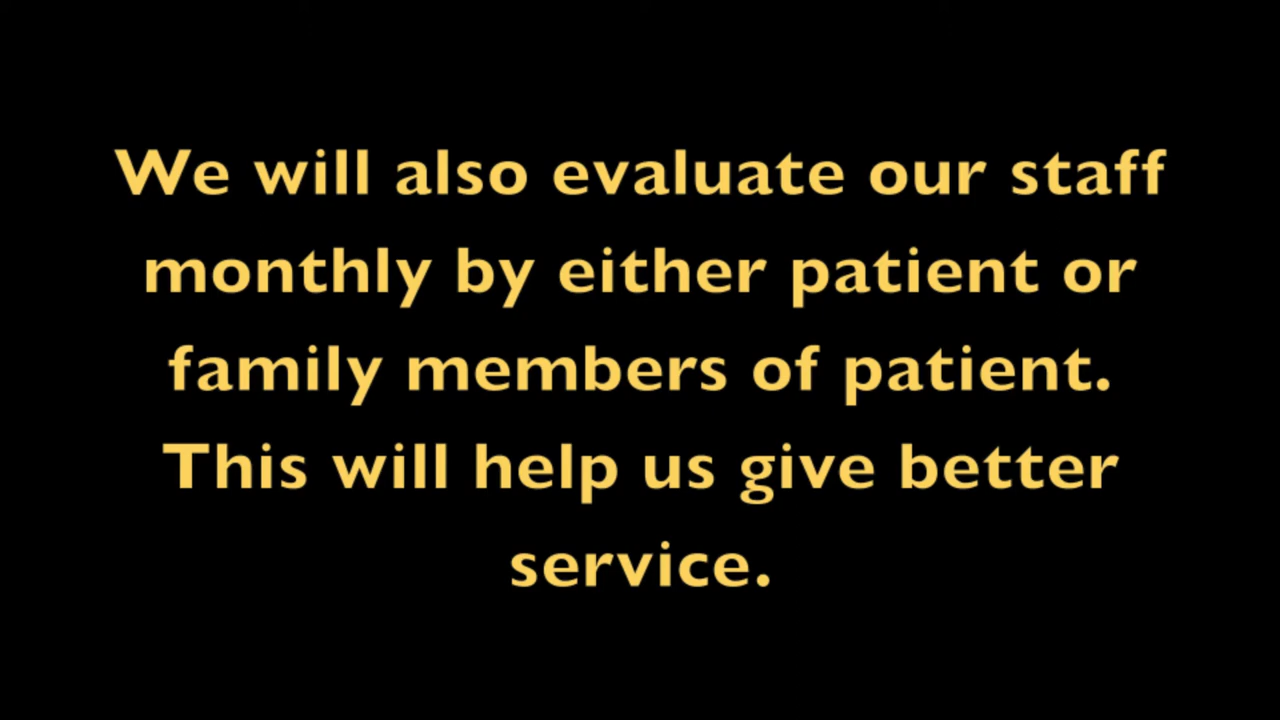 We will also evaluate our staff
monthly by either patient or
family members of patient.
This will help us give better
service.